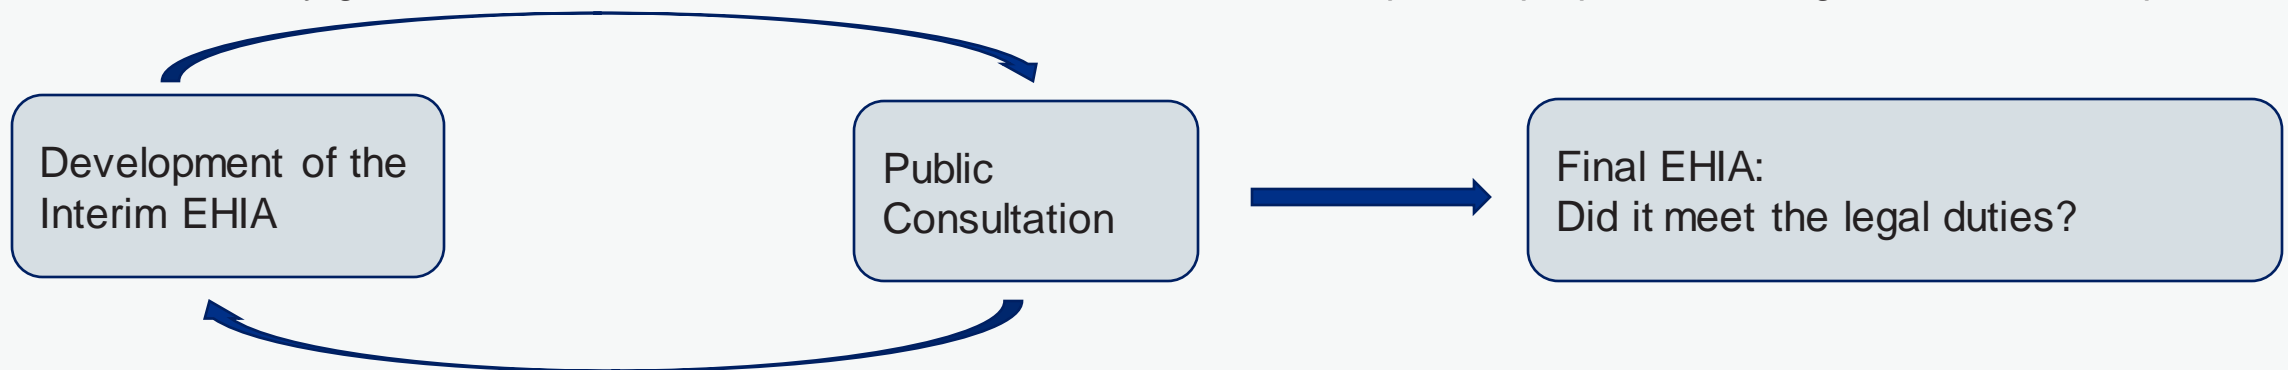 Development of the
Interim EHIA
Public
Consultation
Final EHIA:
Did it meet the legal duties?